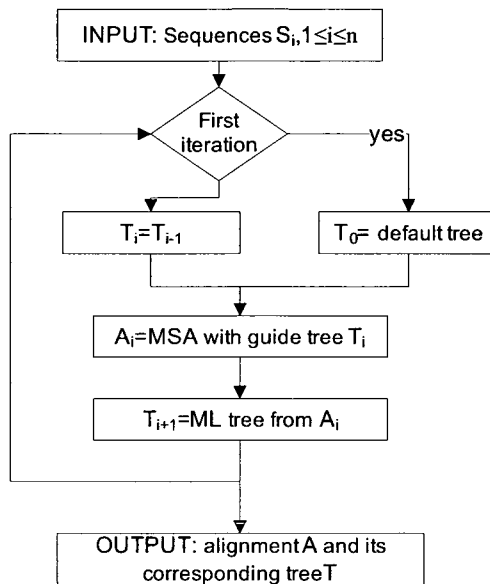 INPUT: Sequences Sᵢ,1≤i≤n
First
iteration
yes
Tᵢ=Tᵢ₋₁
T₀= default tree
Aᵢ=MSA with guide tree Tᵢ
Tᵢ₊₁=ML tree from Aᵢ
OUTPUT: alignment A and its
corresponding tree T